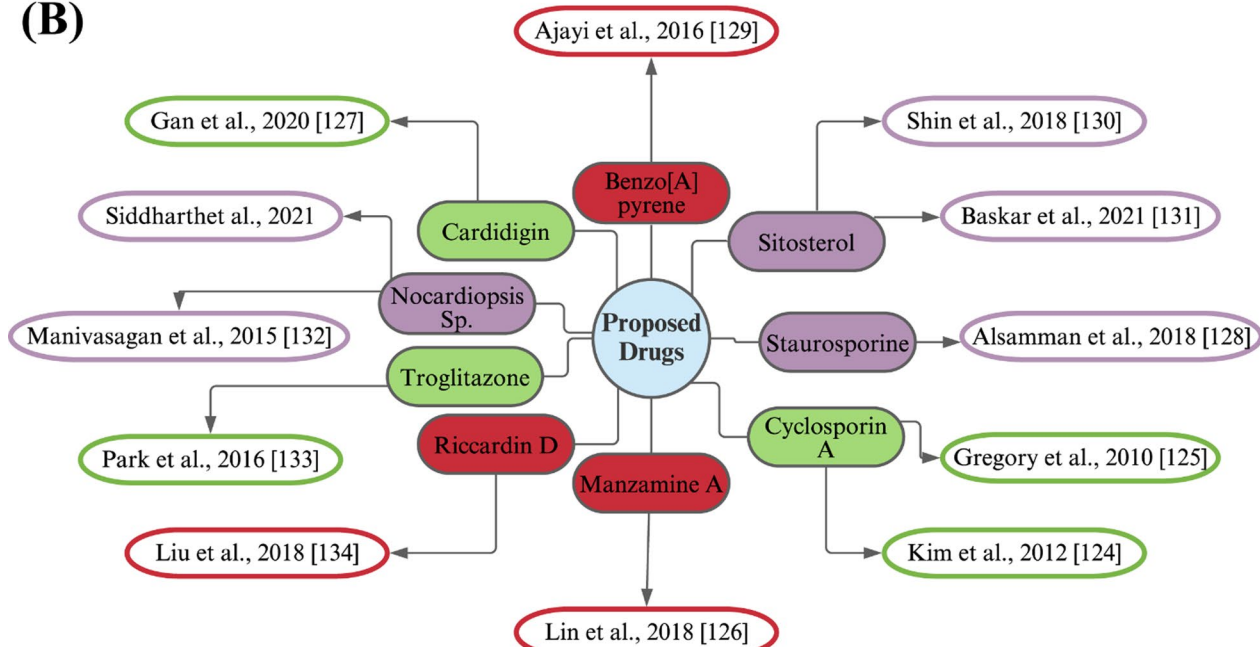 (B)
Ajayi et al., 2016 [129]
Gan et al., 2020 [127]
Shin et al., 2018 [130]
Benzo[A]
pyrene
Siddharthet al., 2021
Cardidigin
Sitosterol
Baskar et al., 2021 [131]
Nocardiopsis
Sp.
Manivasagan et al., 2015 [132]
Proposed
Drugs
Staurosporine
Alsamman et al., 2018 [128]
Troglitazone
Riccardin D
Cyclosporin
A
Park et al., 2016 [133]
Manzamine A
Gregory et al., 2010 [125]
Liu et al., 2018 [134]
Kim et al., 2012 [124]
Lin et al., 2018 [126]